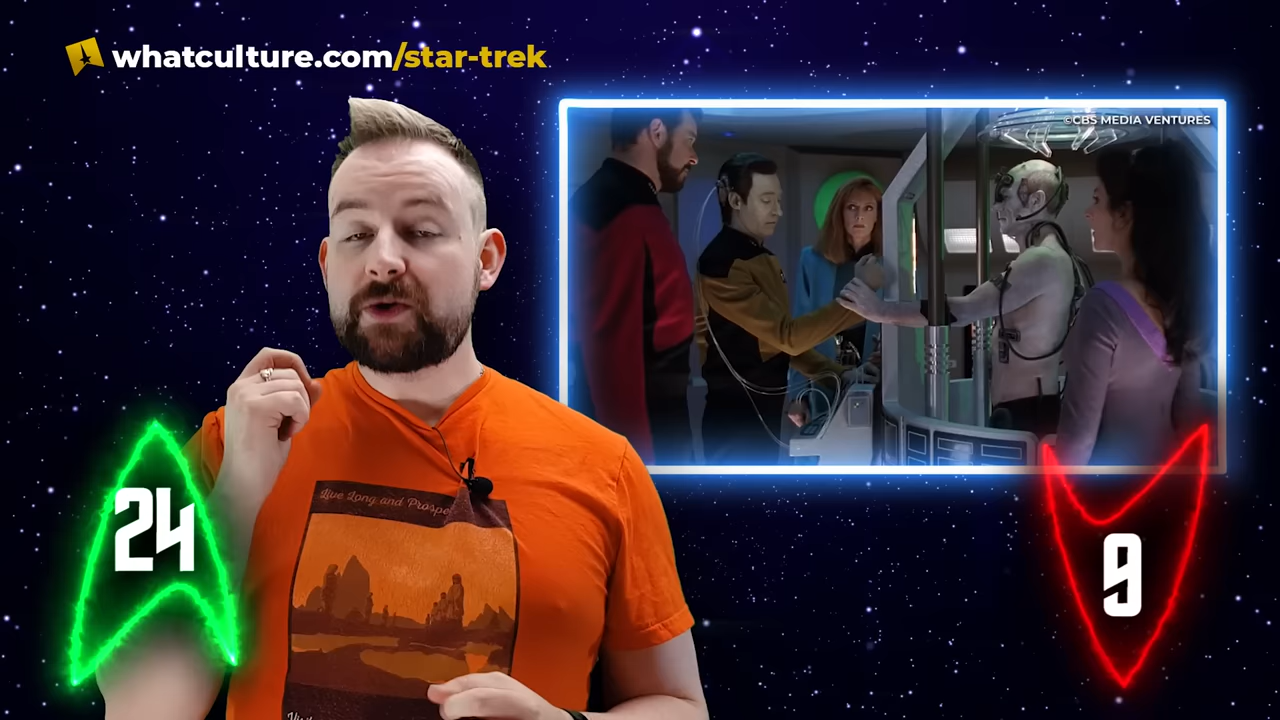 whatculture.com/star-trek
©CBS MEDIA VENTURES
24
9
Live Long and Prosper